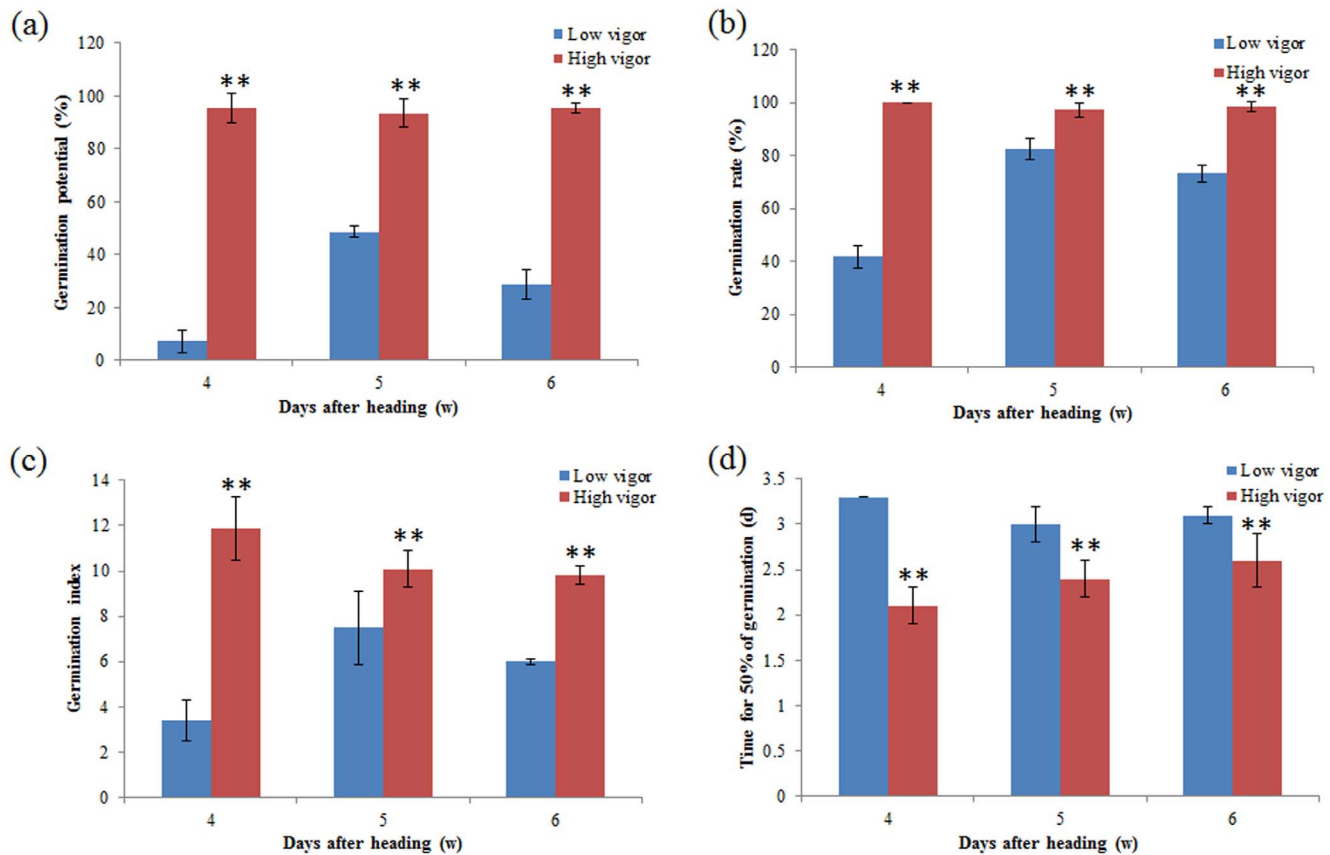 (a)
Low vigor
High vigor
120
100
80
60
40
20
0
** ** **
Germination potential (%)
4 5 6
Days after heading (w)
(b)
Low vigor
High vigor
120
100
80
60
40
20
0
** ** **
Germination rate (%)
4 5 6
Days after heading (w)
(c)
Low vigor
High vigor
14
12
10
8
6
4
2
0
** ** **
Germination index
4 5 6
Days after heading (w)
(d)
Low vigor
High vigor
3.5
3
2.5
2
1.5
1
0.5
0
** ** **
Time for 50% of germination (d)
4 5 6
Days after heading (w)